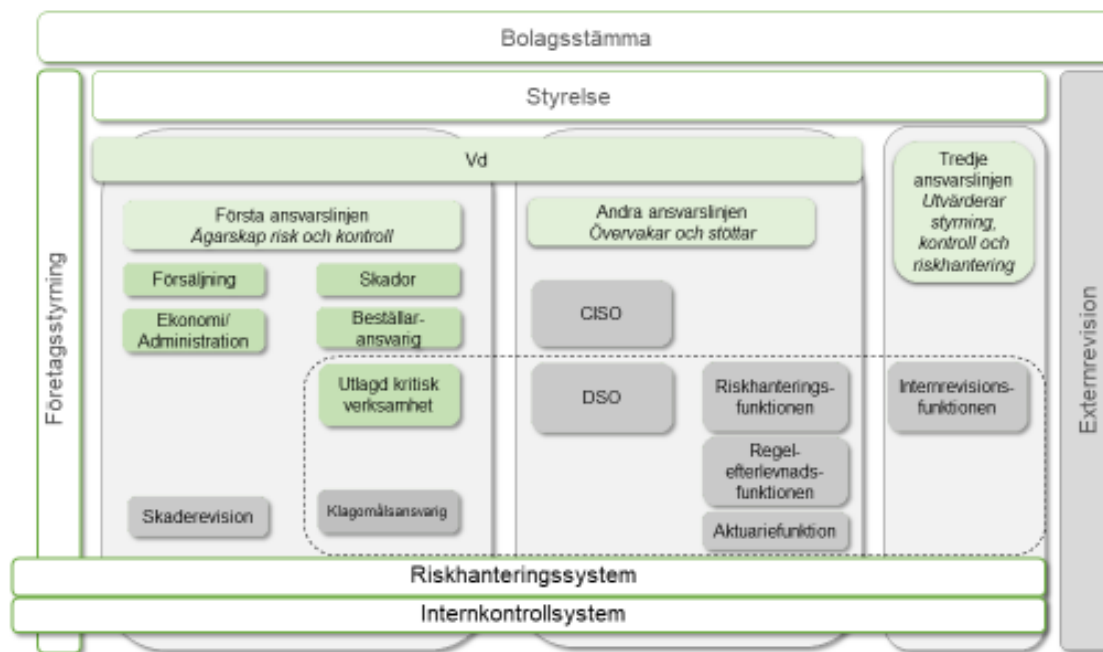 Bolagsstämma
Företagsstyrning
Styrelse
Externrevision
Vd
Första ansvarslinjen
Ägarskap risk och kontroll
Försäljning
Skador
Ekonomi/
Administration
Beställar-
ansvarig
Utlagd kritisk
verksamhet
Skaderevision
Klagomålsansvarig
Andra ansvarslinjen
Övervakar och stöttar
CISO
DSO
Riskhanterings-
funktionen
Regel-
efterlevnads-
funktionen
Aktuariefunktion
Tredje
ansvarslinjen
Utvärderar
styrning,
kontroll och
riskhantering
Internrevisions-
funktionen
Riskhanteringssystem
Internkontrollsystem